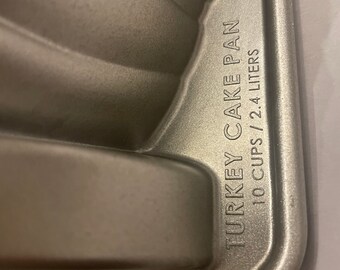 TURKEY CAKE PAN
10 CUPS / 2.4 LITERS